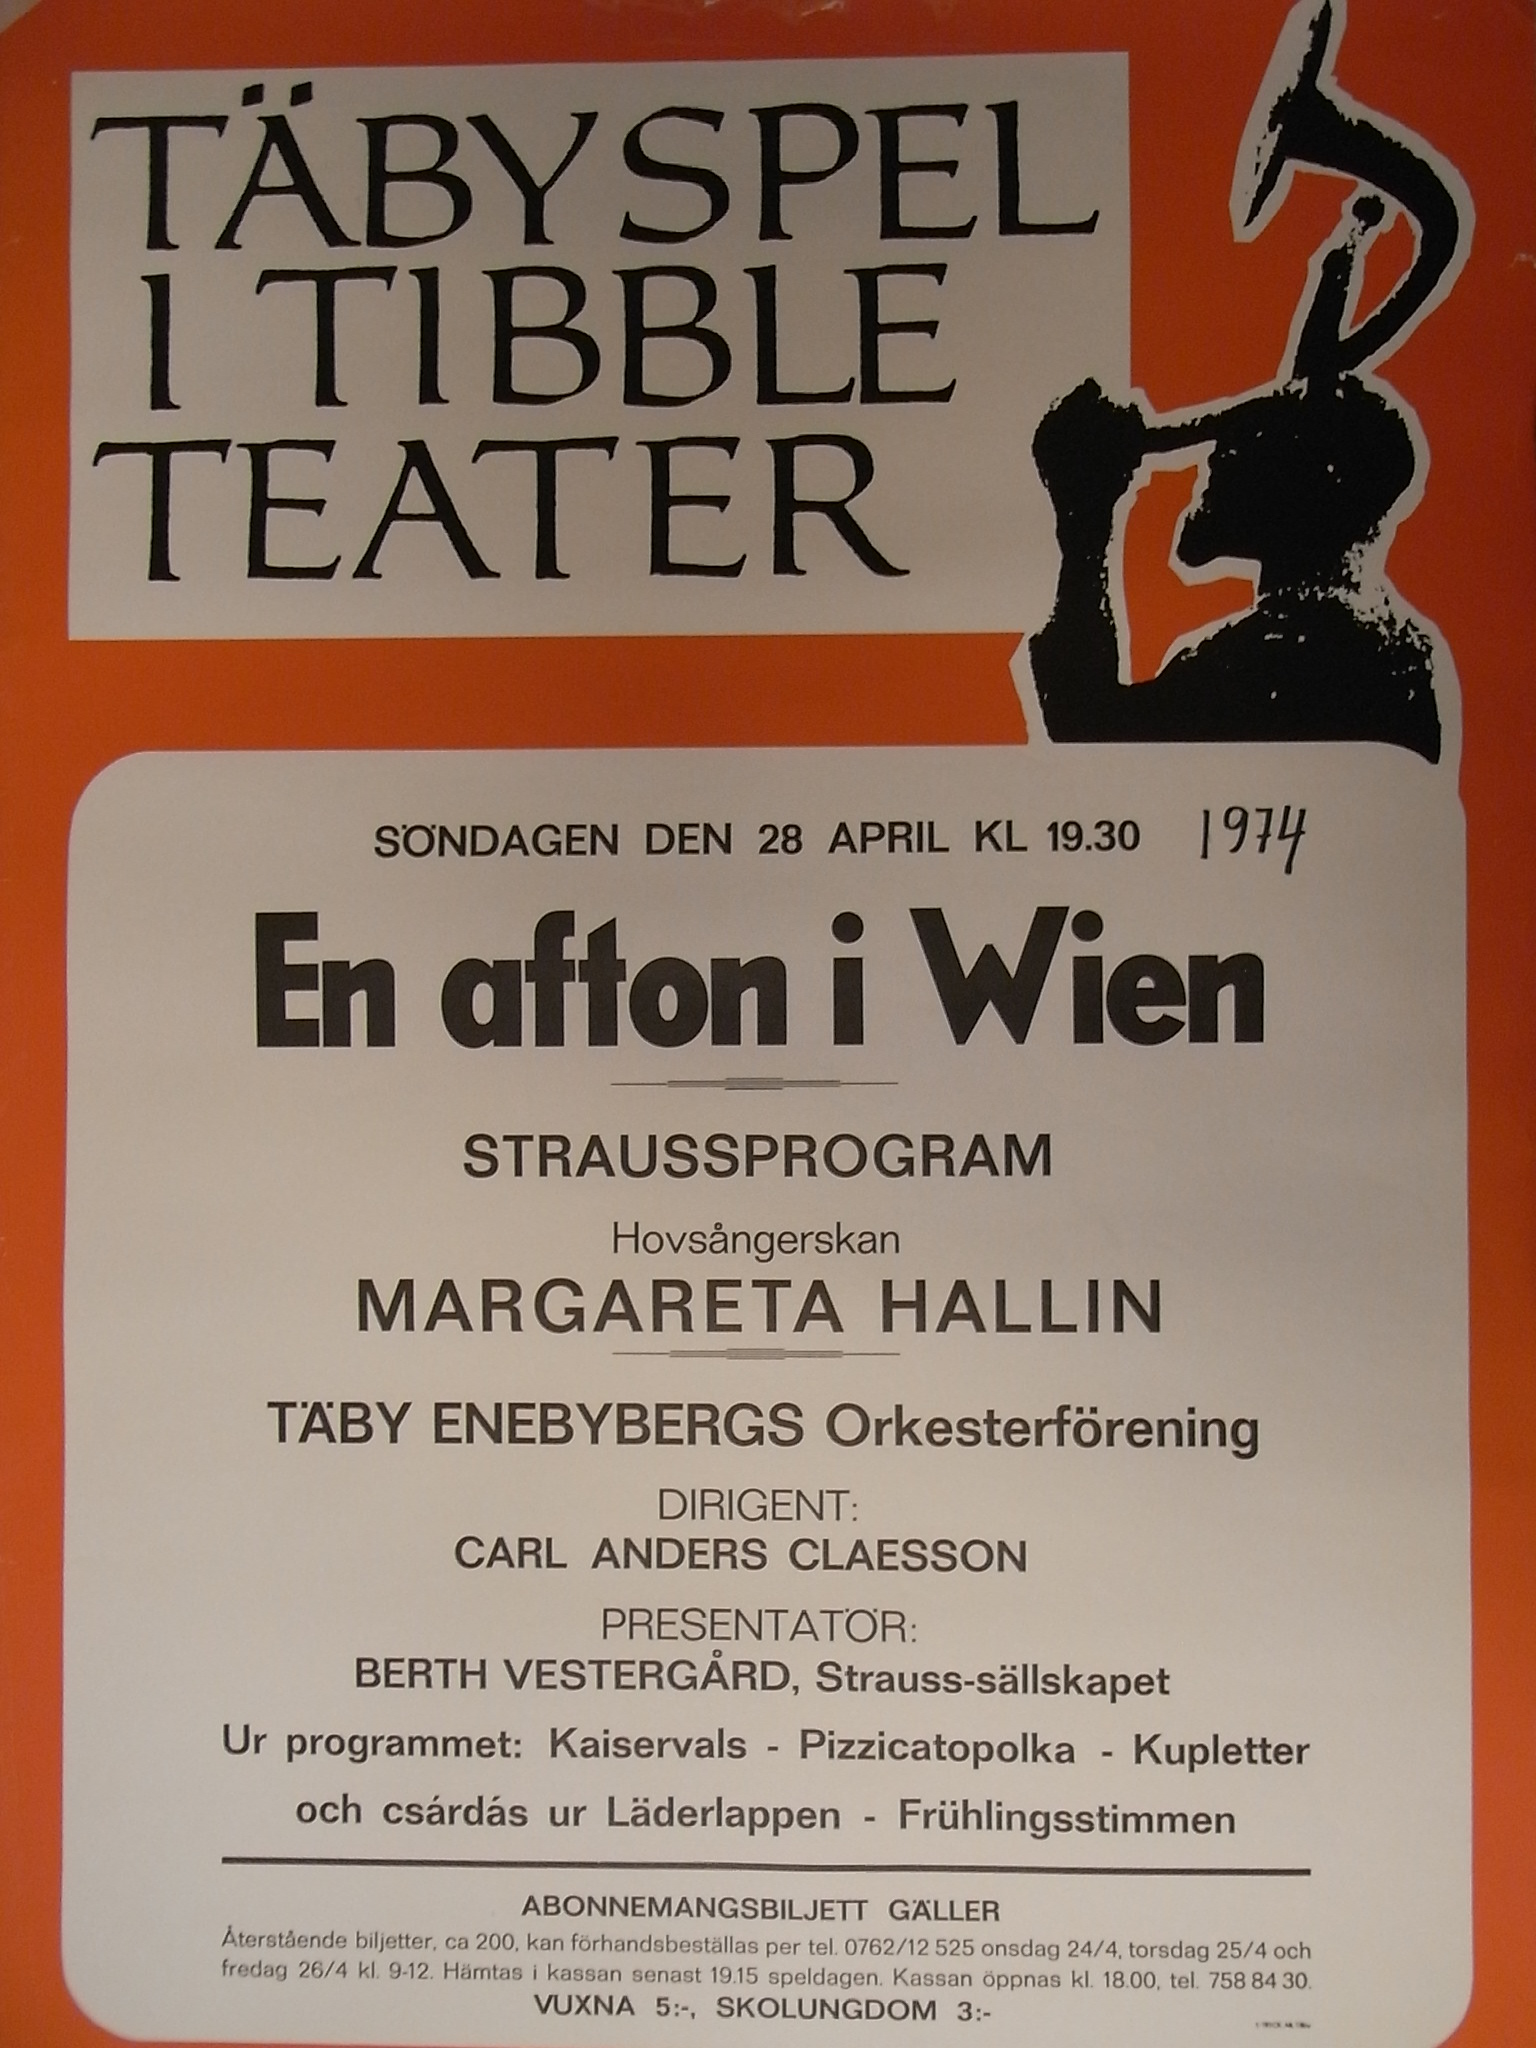 TÄBYSPEL
I TIBBLE
TEATER
SÖNDAGEN DEN 28 APRIL KL 19.30 1974
En afton i Wien
STRAUSSPROGRAM
Hovsångerskan
MARGARETA HALLIN
TÄBY ENEBYBERGS Orkesterförening
DIRIGENT:
CARL ANDERS CLAESSON
PRESENTATÖR:
BERTH VESTERGÅRD, Strauss-sällskapet
Ur programmet: Kaiservals - Pizzicatopolka - Kupletter
och csárdás ur Läderlappen - Frühlingsstimmen
ABONNEMANGSBILJETT GÄLLER
Återstående biljetter, ca 200, kan förhandsbeställas per tel. 0762/12 525 onsdag 24/4, torsdag 25/4 och
fredag 26/4 kl. 9-12. Hämtas i kassan senast 19.15 speldagen. Kassan öppnas kl. 18.00, tel. 758 84 30.
VUXNA 5:-, SKOLUNGDOM 3:-